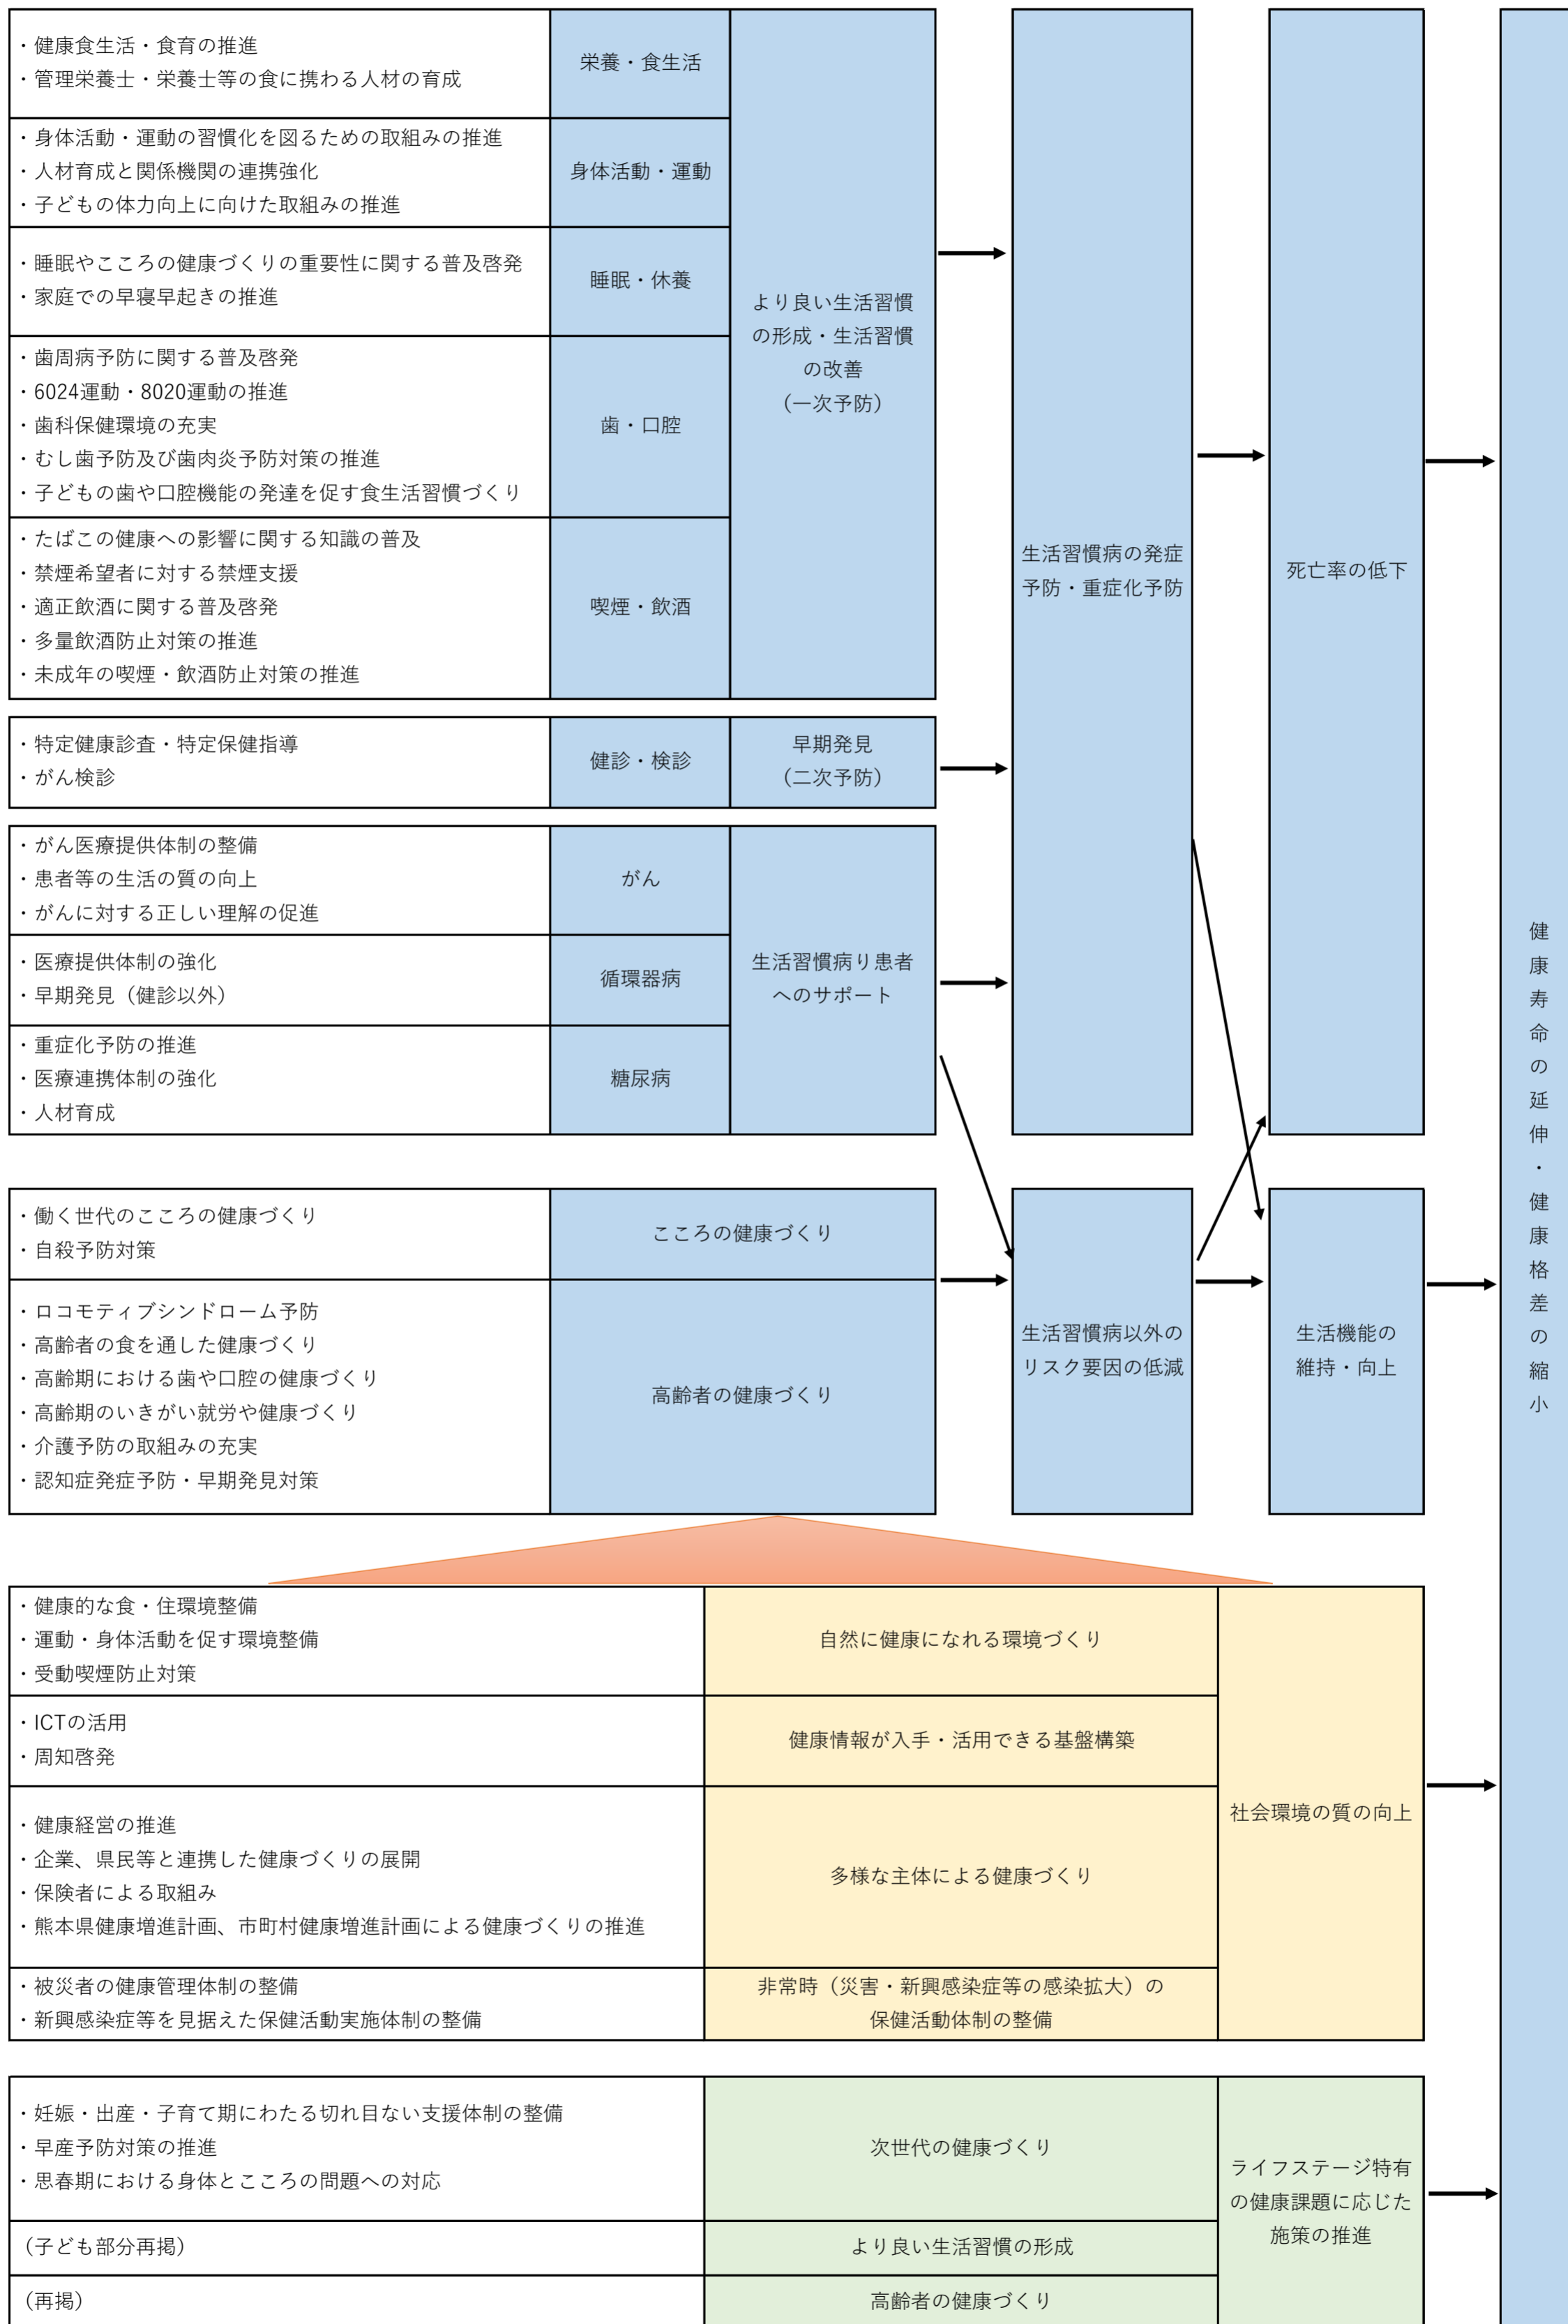 ・健康食生活・食育の推進
・管理栄養士・栄養士等の食に携わる人材の育成
栄養・食生活
・身体活動・運動の習慣化を図るための取組みの推進
・人材育成と関係機関の連携強化
・子どもの体力向上に向けた取組みの推進
身体活動・運動
・睡眠やこころの健康づくりの重要性に関する普及啓発
・家庭での早寝早起きの推進
睡眠・休養
・歯周病予防に関する普及啓発
・6024運動・8020運動の推進
・歯科保健環境の充実
・むし歯予防及び歯肉炎予防対策の推進
・子どもの歯や口腔機能の発達を促す食生活習慣づくり
歯・口腔
・たばこの健康への影響に関する知識の普及
・禁煙希望者に対する禁煙支援
・適正飲酒に関する普及啓発
・多量飲酒防止対策の推進
・未成年の喫煙・飲酒防止対策の推進
喫煙・飲酒
より良い生活習慣
の形成・生活習慣
の改善
（一次予防）
・特定健康診査・特定保健指導
・がん検診
健診・検診
早期発見
（二次予防）
・がん医療提供体制の整備
・患者等の生活の質の向上
・がんに対する正しい理解の促進
がん
・医療提供体制の強化
・早期発見（健診以外）
循環器病
・重症化予防の推進
・医療連携体制の強化
・人材育成
糖尿病
生活習慣病り患者
へのサポート
生活習慣病の発症
予防・重症化予防
死亡率の低下
・働く世代のこころの健康づくり
・自殺予防対策
こころの健康づくり
・ロコモティブシンドローム予防
・高齢者の食を通した健康づくり
・高齢期における歯や口腔の健康づくり
・高齢期のいきがい就労や健康づくり
・介護予防の取組みの充実
・認知症発症予防・早期発見対策
高齢者の健康づくり
生活習慣病以外の
リスク要因の低減
生活機能の
維持・向上
健康寿命の延伸・健康格差の縮小
・健康的な食・住環境整備
・運動・身体活動を促す環境整備
・受動喫煙防止対策
自然に健康になれる環境づくり
・ICTの活用
・周知啓発
健康情報が入手・活用できる基盤構築
・健康経営の推進
・企業、県民等と連携した健康づくりの展開
・保険者による取組み
・熊本県健康増進計画、市町村健康増進計画による健康づくりの推進
多様な主体による健康づくり
・被災者の健康管理体制の整備
・新興感染症等を見据えた保健活動実施体制の整備
非常時（災害・新興感染症等の感染拡大）の
保健活動体制の整備
社会環境の質の向上
・妊娠・出産・子育て期にわたる切れ目ない支援体制の整備
・早産予防対策の推進
・思春期における身体とこころの問題への対応
次世代の健康づくり
（子ども部分再掲）
より良い生活習慣の形成
（再掲）
高齢者の健康づくり
ライフステージ特有
の健康課題に応じた
施策の推進